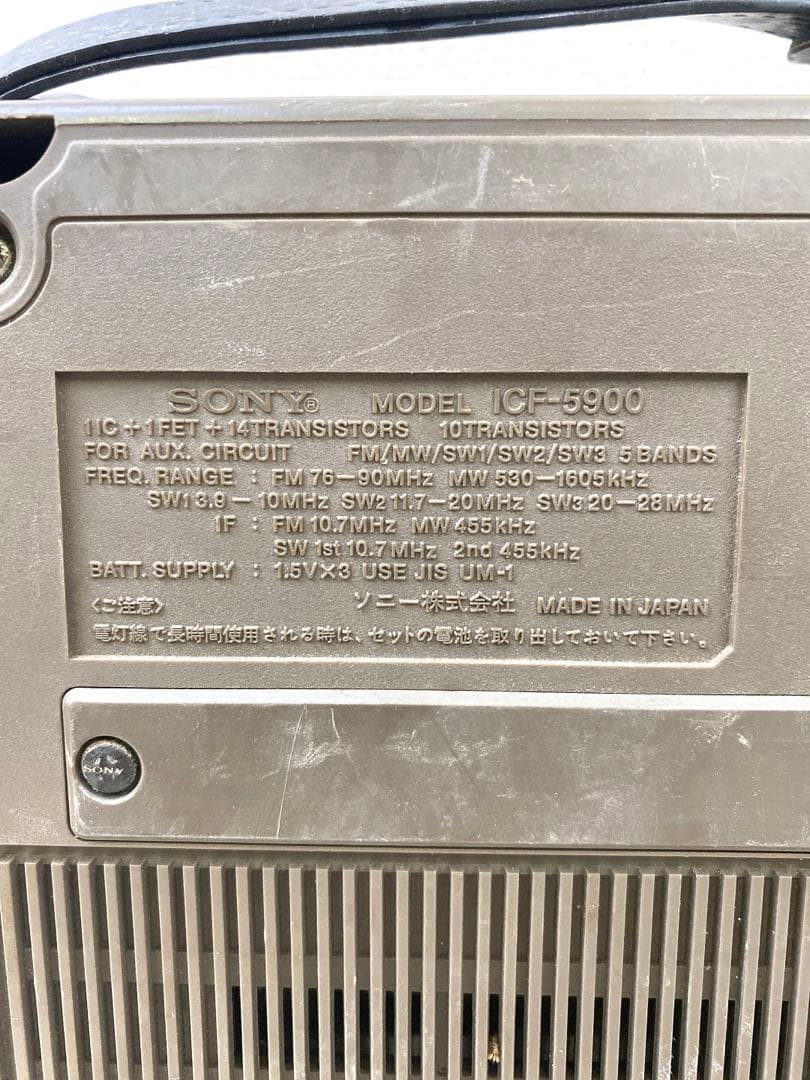 SONY® MODEL ICF-5900
1IC+1FET+14TRANSISTORS 10TRANSISTORS
FOR AUX. CIRCUIT FM/MW/SW1/SW2/SW3 5 BANDS
FREQ. RANGE : FM 76-90MHz MW 530-1605kHz
SW1 3.9-10MHz SW2 11.7-20MHz SW3 20-28MHz
IF : FM 10.7MHz MW 455kHz
SW 1st 10.7MHz 2nd 455kHz
BATT. SUPPLY : 1.5V×3 USE JIS UM-1
〈ご注意〉 ソニー株式会社 MADE IN JAPAN
電灯線で長時間使用される時は、セットの電池を取り出しておいて下さい。
SONY